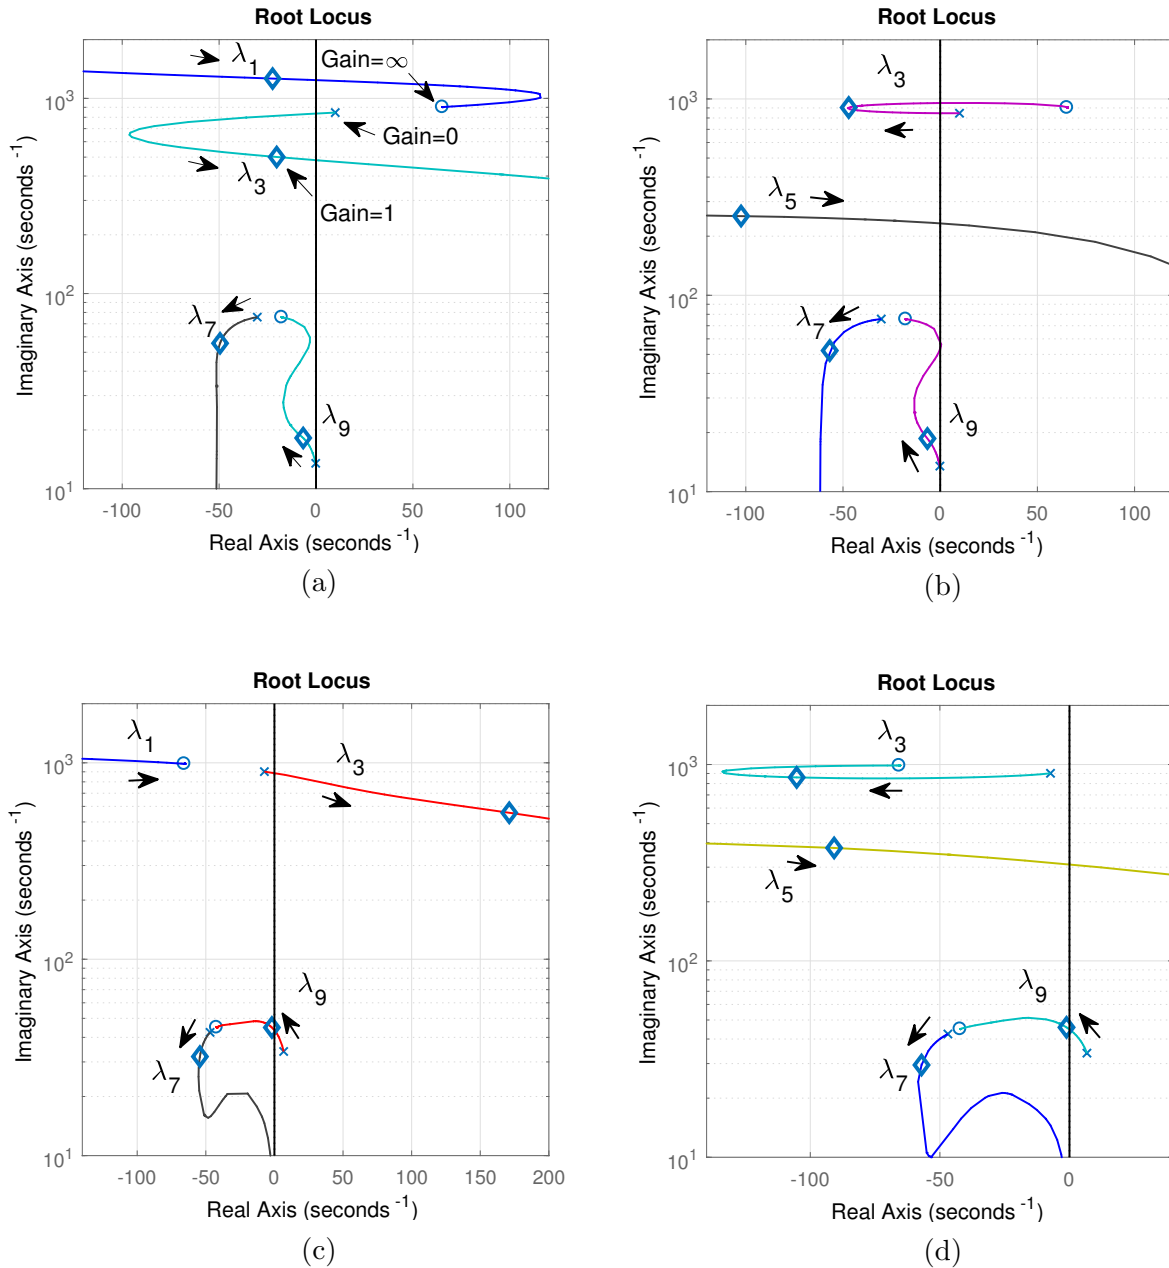 Root Locus
Imaginary Axis (seconds⁻¹)
10³
10²
10¹
λ₁
Gain=∞
Gain=0
λ₃
Gain=1
λ₇
λ₉
-100 -50 0 50 100
Real Axis (seconds⁻¹)
(a)
Root Locus
Imaginary Axis (seconds⁻¹)
10³
10²
10¹
λ₃
λ₅
λ₇
λ₉
-100 -50 0 50 100
Real Axis (seconds⁻¹)
(b)
Root Locus
Imaginary Axis (seconds⁻¹)
10³
10²
10¹
λ₁
λ₃
λ₉
λ₇
-100 -50 0 50 100 150 200
Real Axis (seconds⁻¹)
(c)
Root Locus
Imaginary Axis (seconds⁻¹)
10³
10²
10¹
λ₃
λ₅
λ₉
λ₇
-100 -50 0
Real Axis (seconds⁻¹)
(d)